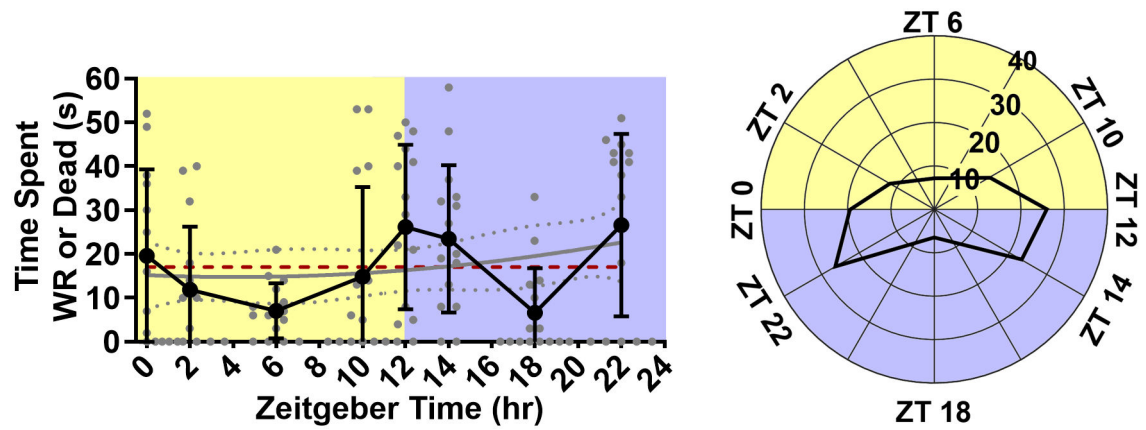 Time Spent
WR or Dead (s)
60
50
40
30
20
10
0
0 2 4 6 8 10 12 14 16 18 20 22 24
Zeitgeber Time (hr)
ZT 6
ZT 2
ZT 10
ZT 0
ZT 12
ZT 22
ZT 14
ZT 18
40
30
20
10